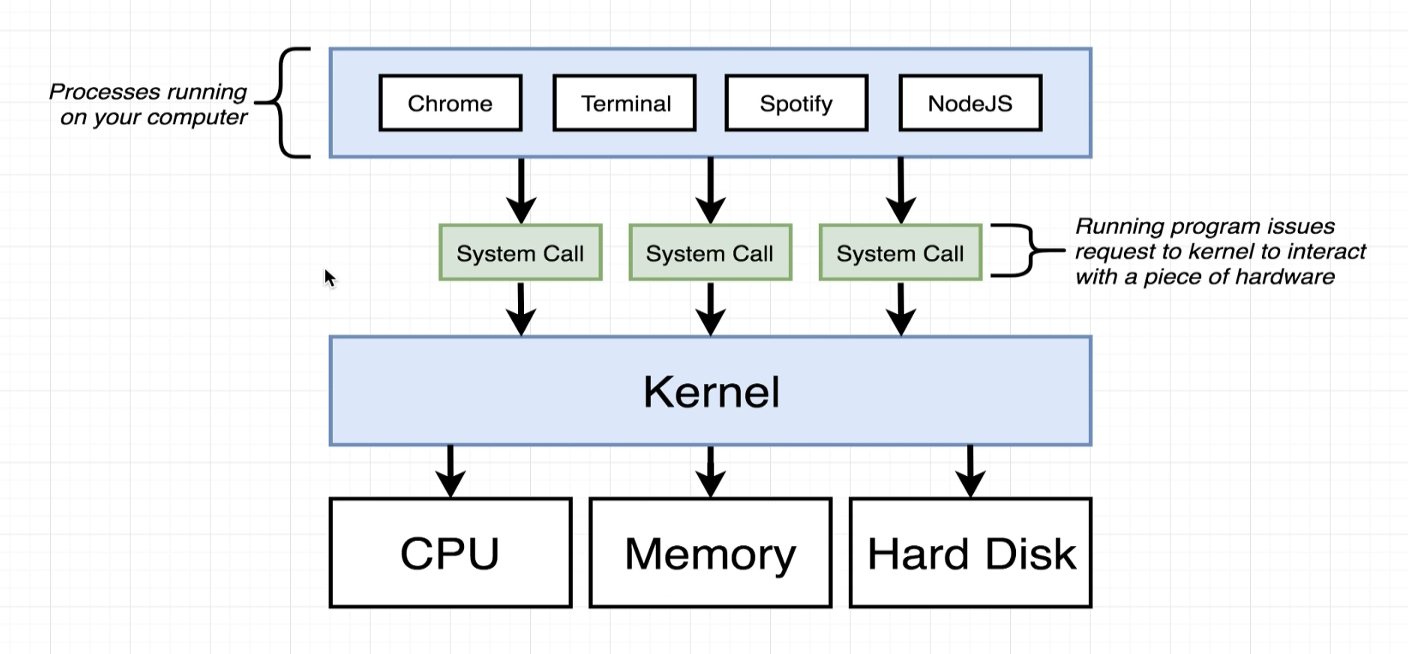 Processes running
on your computer
Chrome
Terminal
Spotify
NodeJS
System Call
System Call
System Call
Running program issues
request to kernel to interact
with a piece of hardware
Kernel
CPU
Memory
Hard Disk